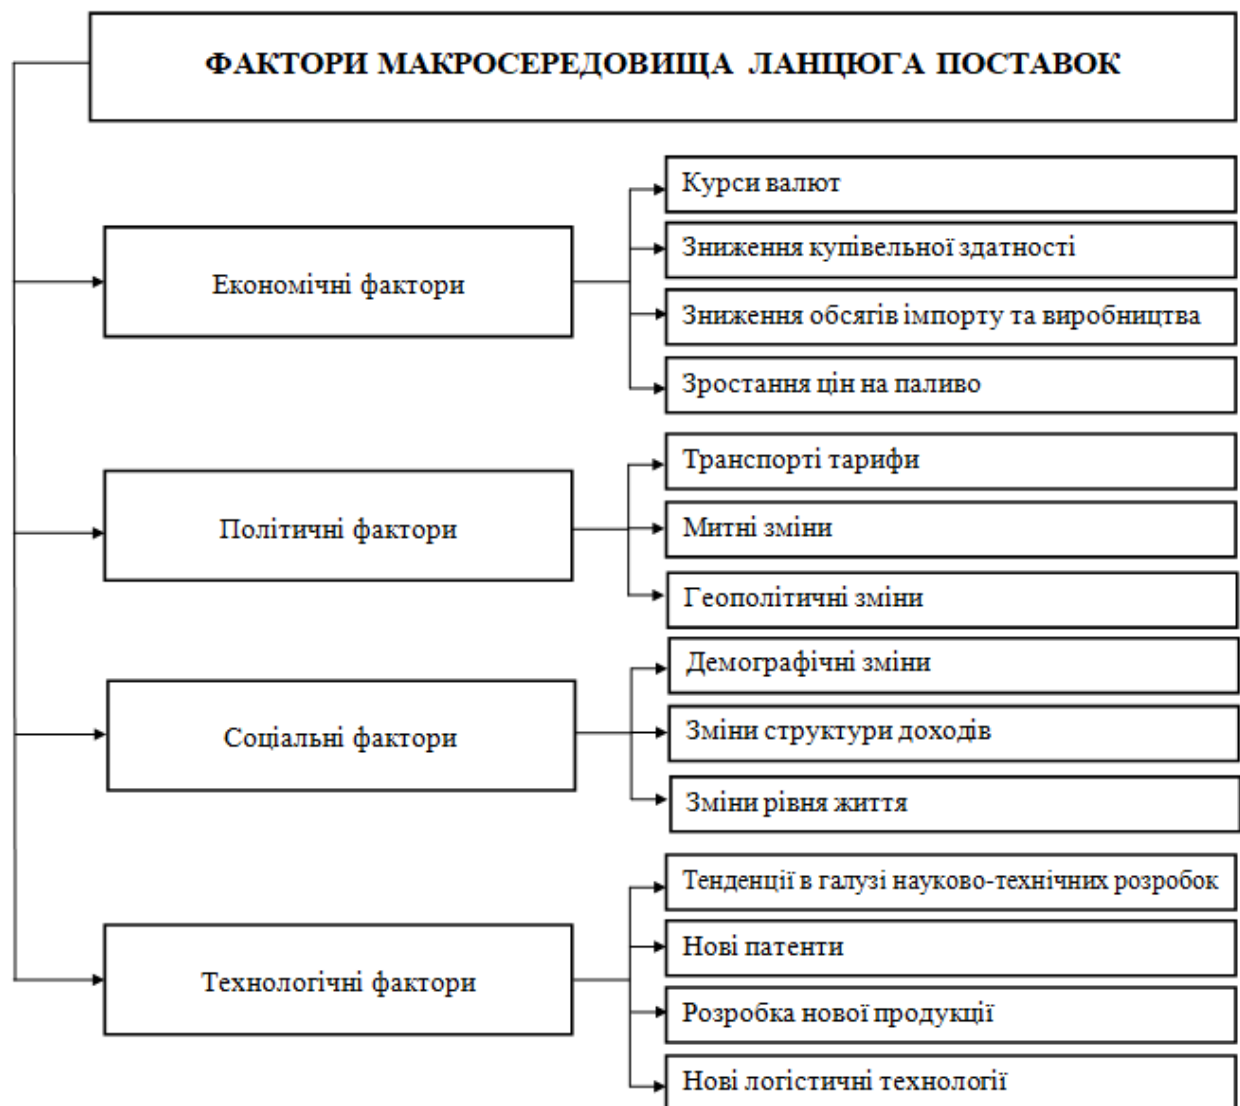 ФАКТОРИ МАКРОСЕРЕДОВИЩА ЛАНЦЮГА ПОСТАВОК
Економічні фактори
Курси валют
Зниження купівельної здатності
Зниження обсягів імпорту та виробництва
Зростання цін на паливо
Політичні фактори
Транспорті тарифи
Митні зміни
Геополітичні зміни
Соціальні фактори
Демографічні зміни
Зміни структури доходів
Зміни рівня життя
Технологічні фактори
Тенденції в галузі науково-технічних розробок
Нові патенти
Розробка нової продукції
Нові логістичні технології